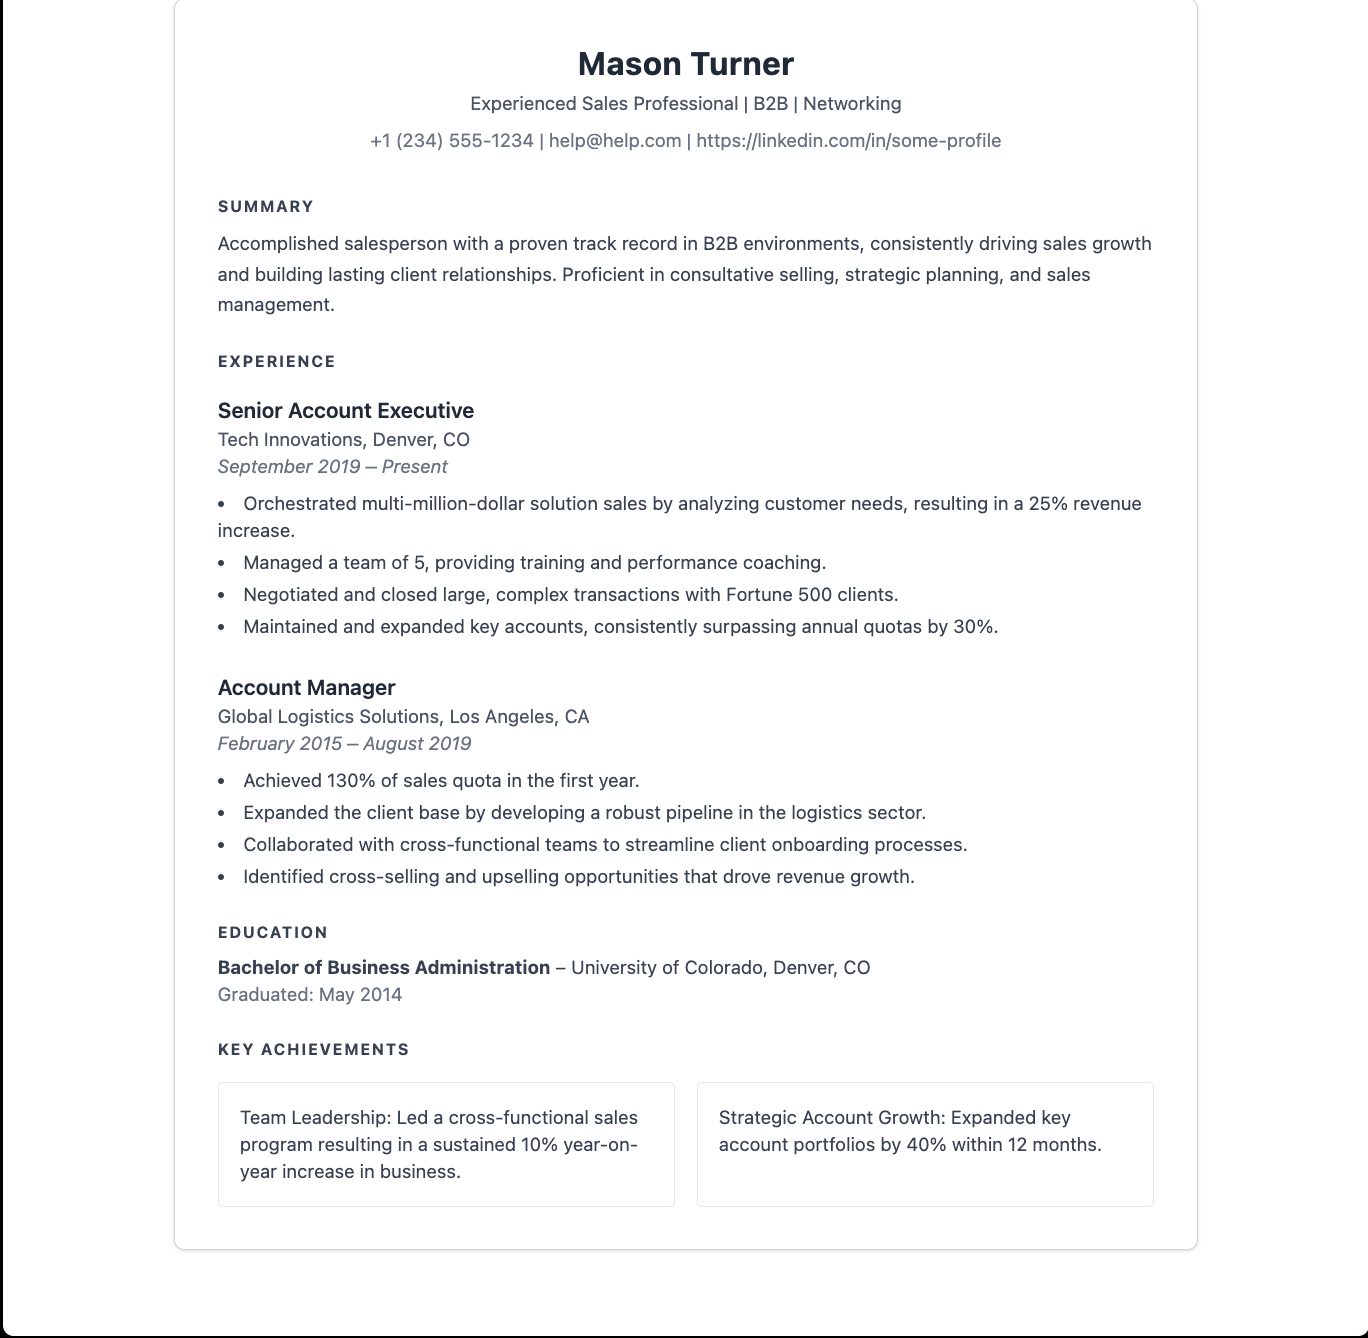 Mason Turner
Experienced Sales Professional | B2B | Networking
+1 (234) 555-1234 | help@help.com | https://linkedin.com/in/some-profile
SUMMARY
Accomplished salesperson with a proven track record in B2B environments, consistently driving sales growth
and building lasting client relationships. Proficient in consultative selling, strategic planning, and sales
management.
EXPERIENCE
Senior Account Executive
Tech Innovations, Denver, CO
September 2019 – Present
• Orchestrated multi-million-dollar solution sales by analyzing customer needs, resulting in a 25% revenue
increase.
• Managed a team of 5, providing training and performance coaching.
• Negotiated and closed large, complex transactions with Fortune 500 clients.
• Maintained and expanded key accounts, consistently surpassing annual quotas by 30%.
Account Manager
Global Logistics Solutions, Los Angeles, CA
February 2015 – August 2019
• Achieved 130% of sales quota in the first year.
• Expanded the client base by developing a robust pipeline in the logistics sector.
• Collaborated with cross-functional teams to streamline client onboarding processes.
• Identified cross-selling and upselling opportunities that drove revenue growth.
EDUCATION
Bachelor of Business Administration – University of Colorado, Denver, CO
Graduated: May 2014
KEY ACHIEVEMENTS
Team Leadership: Led a cross-functional sales
program resulting in a sustained 10% year-on-
year increase in business.
Strategic Account Growth: Expanded key
account portfolios by 40% within 12 months.